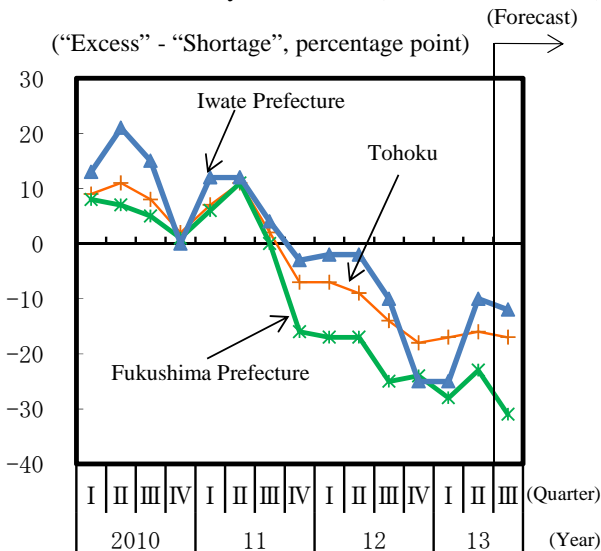 (Forecast)
(“Excess” - “Shortage”, percentage point)
30
20
10
0
-10
-20
-30
-40
Iwate Prefecture
Tohoku
Fukushima Prefecture
Ⅰ Ⅱ Ⅲ Ⅳ Ⅰ Ⅱ Ⅲ Ⅳ Ⅰ Ⅱ Ⅲ Ⅳ Ⅰ Ⅱ Ⅲ (Quarter)
2010 11 12 13 (Year)